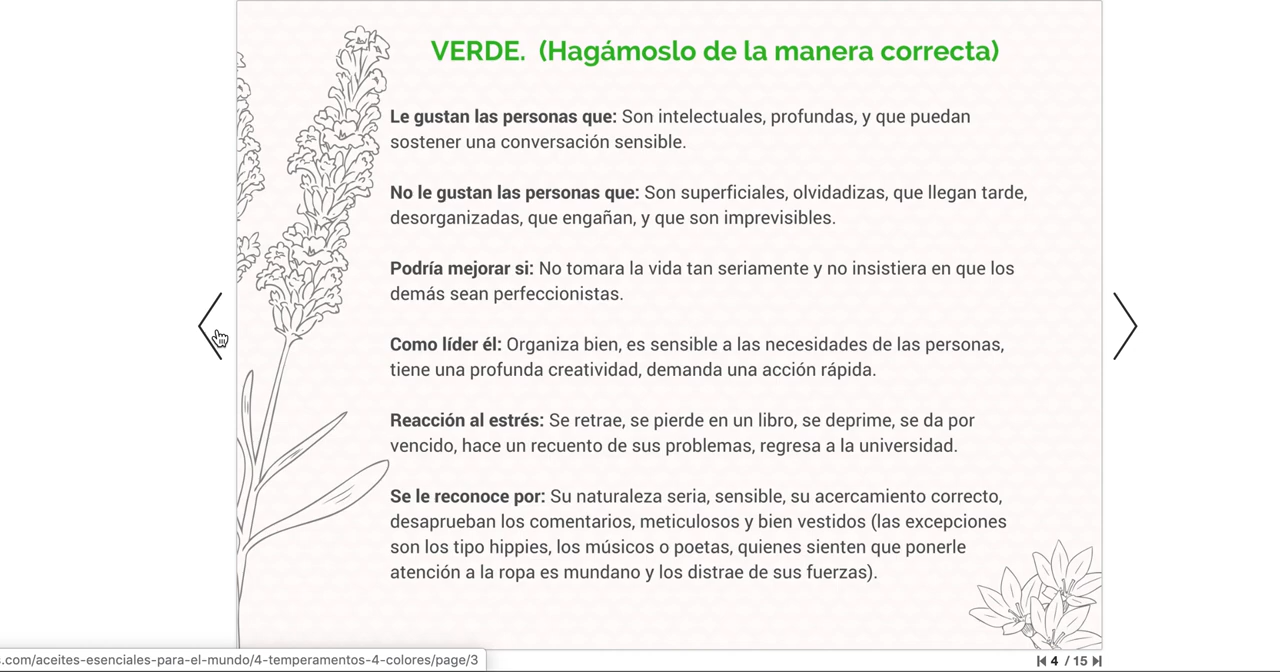 VERDE. (Hagámoslo de la manera correcta)
Le gustan las personas que: Son intelectuales, profundas, y que puedan
sostener una conversación sensible.
No le gustan las personas que: Son superficiales, olvidadizas, que llegan tarde,
desorganizadas, que engañan, y que son imprevisibles.
Podría mejorar si: No tomara la vida tan seriamente y no insistiera en que los
demás sean perfeccionistas.
Como líder él: Organiza bien, es sensible a las necesidades de las personas,
tiene una profunda creatividad, demanda una acción rápida.
Reacción al estrés: Se retrae, se pierde en un libro, se deprime, se da por
vencido, hace un recuento de sus problemas, regresa a la universidad.
Se le reconoce por: Su naturaleza seria, sensible, su acercamiento correcto,
desaprueban los comentarios, meticulosos y bien vestidos (las excepciones
son los tipo hippies, los músicos o poetas, quienes sienten que ponerle
atención a la ropa es mundano y los distrae de sus fuerzas).
s.com/aceites-esenciales-para-el-mundo/4-temperamentos-4-colores/page/3
4 / 15